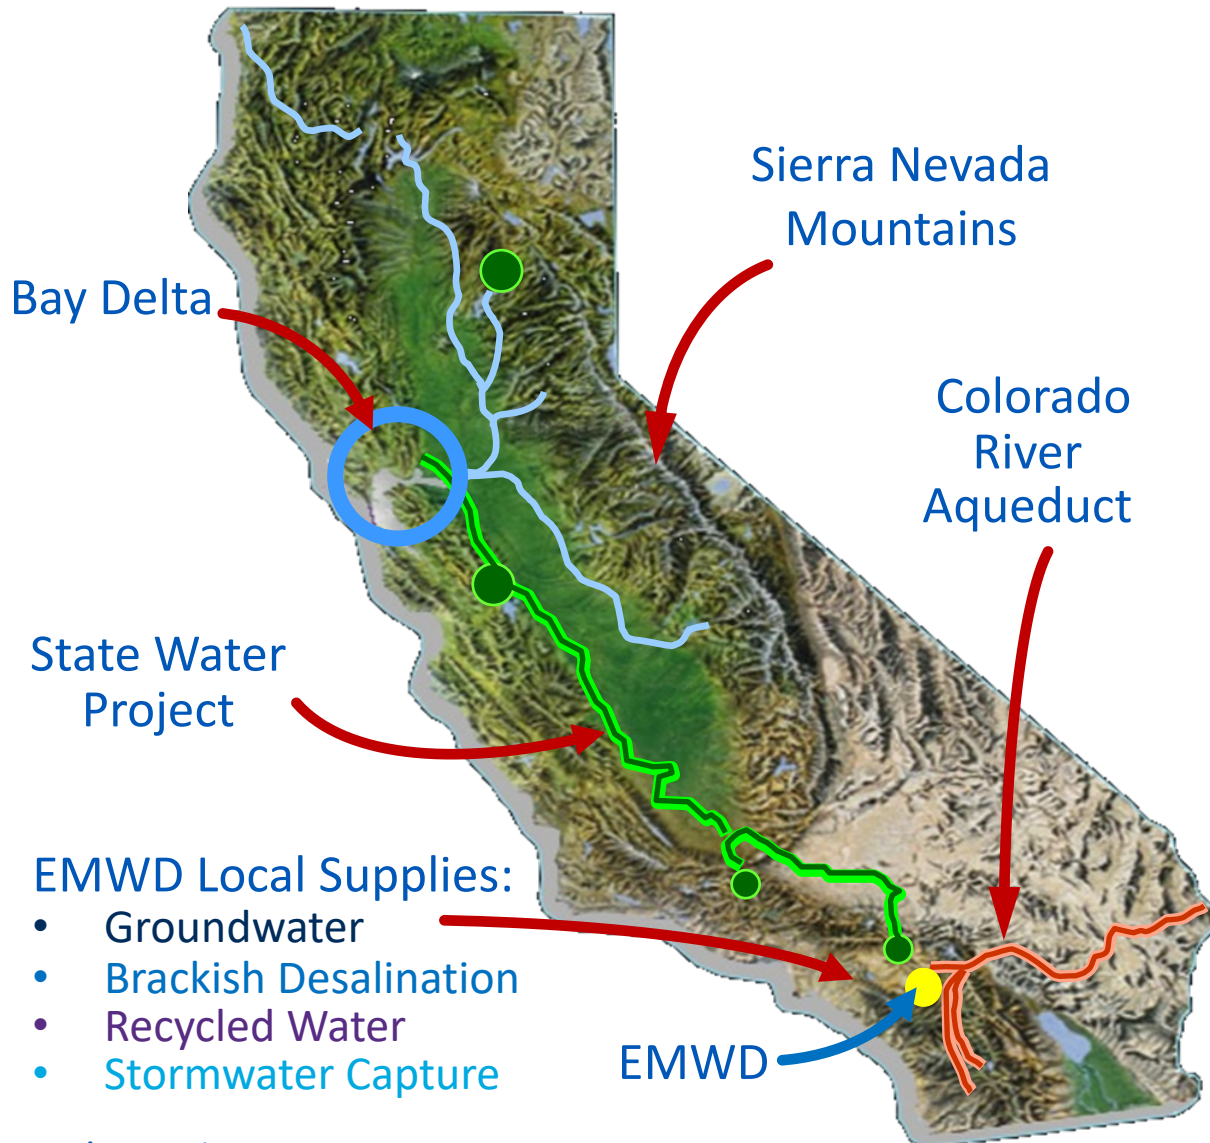 Sierra Nevada
Mountains
Bay Delta
Colorado
River
Aqueduct
State Water
Project
EMWD Local Supplies:
• Groundwater
• Brackish Desalination
• Recycled Water
• Stormwater Capture
EMWD